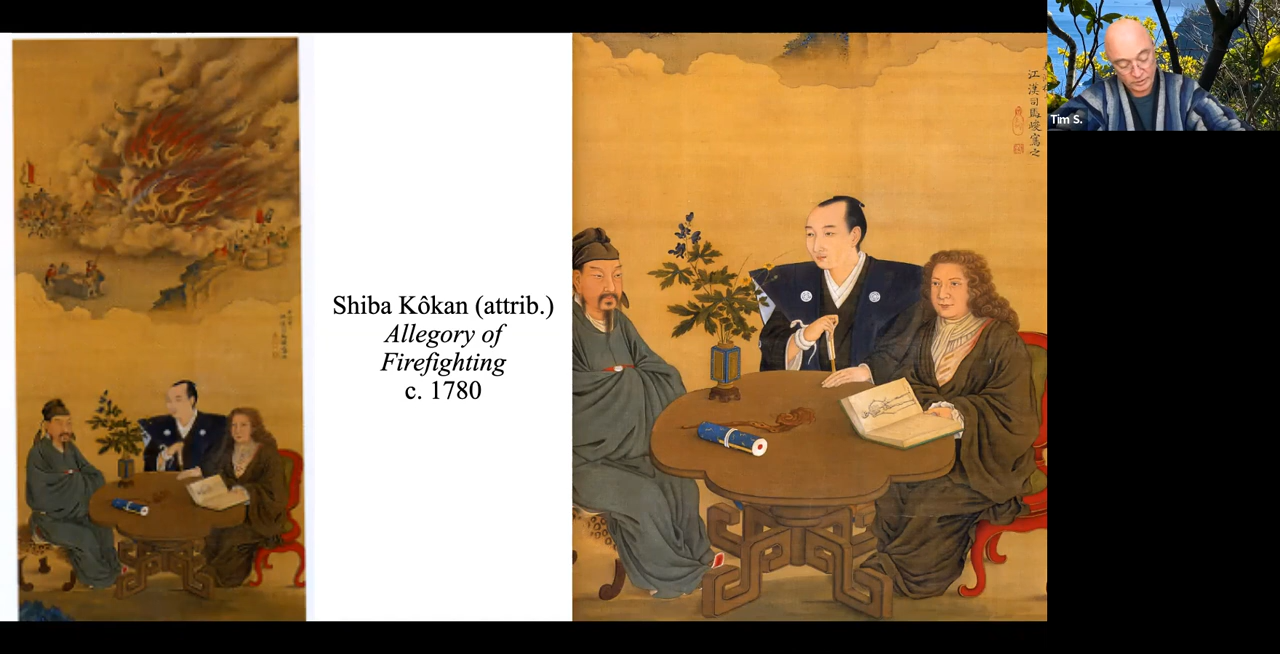 Shiba Kôkan (attrib.)
Allegory of
Firefighting
c. 1780
江漢司馬峻寫之
Tim S.